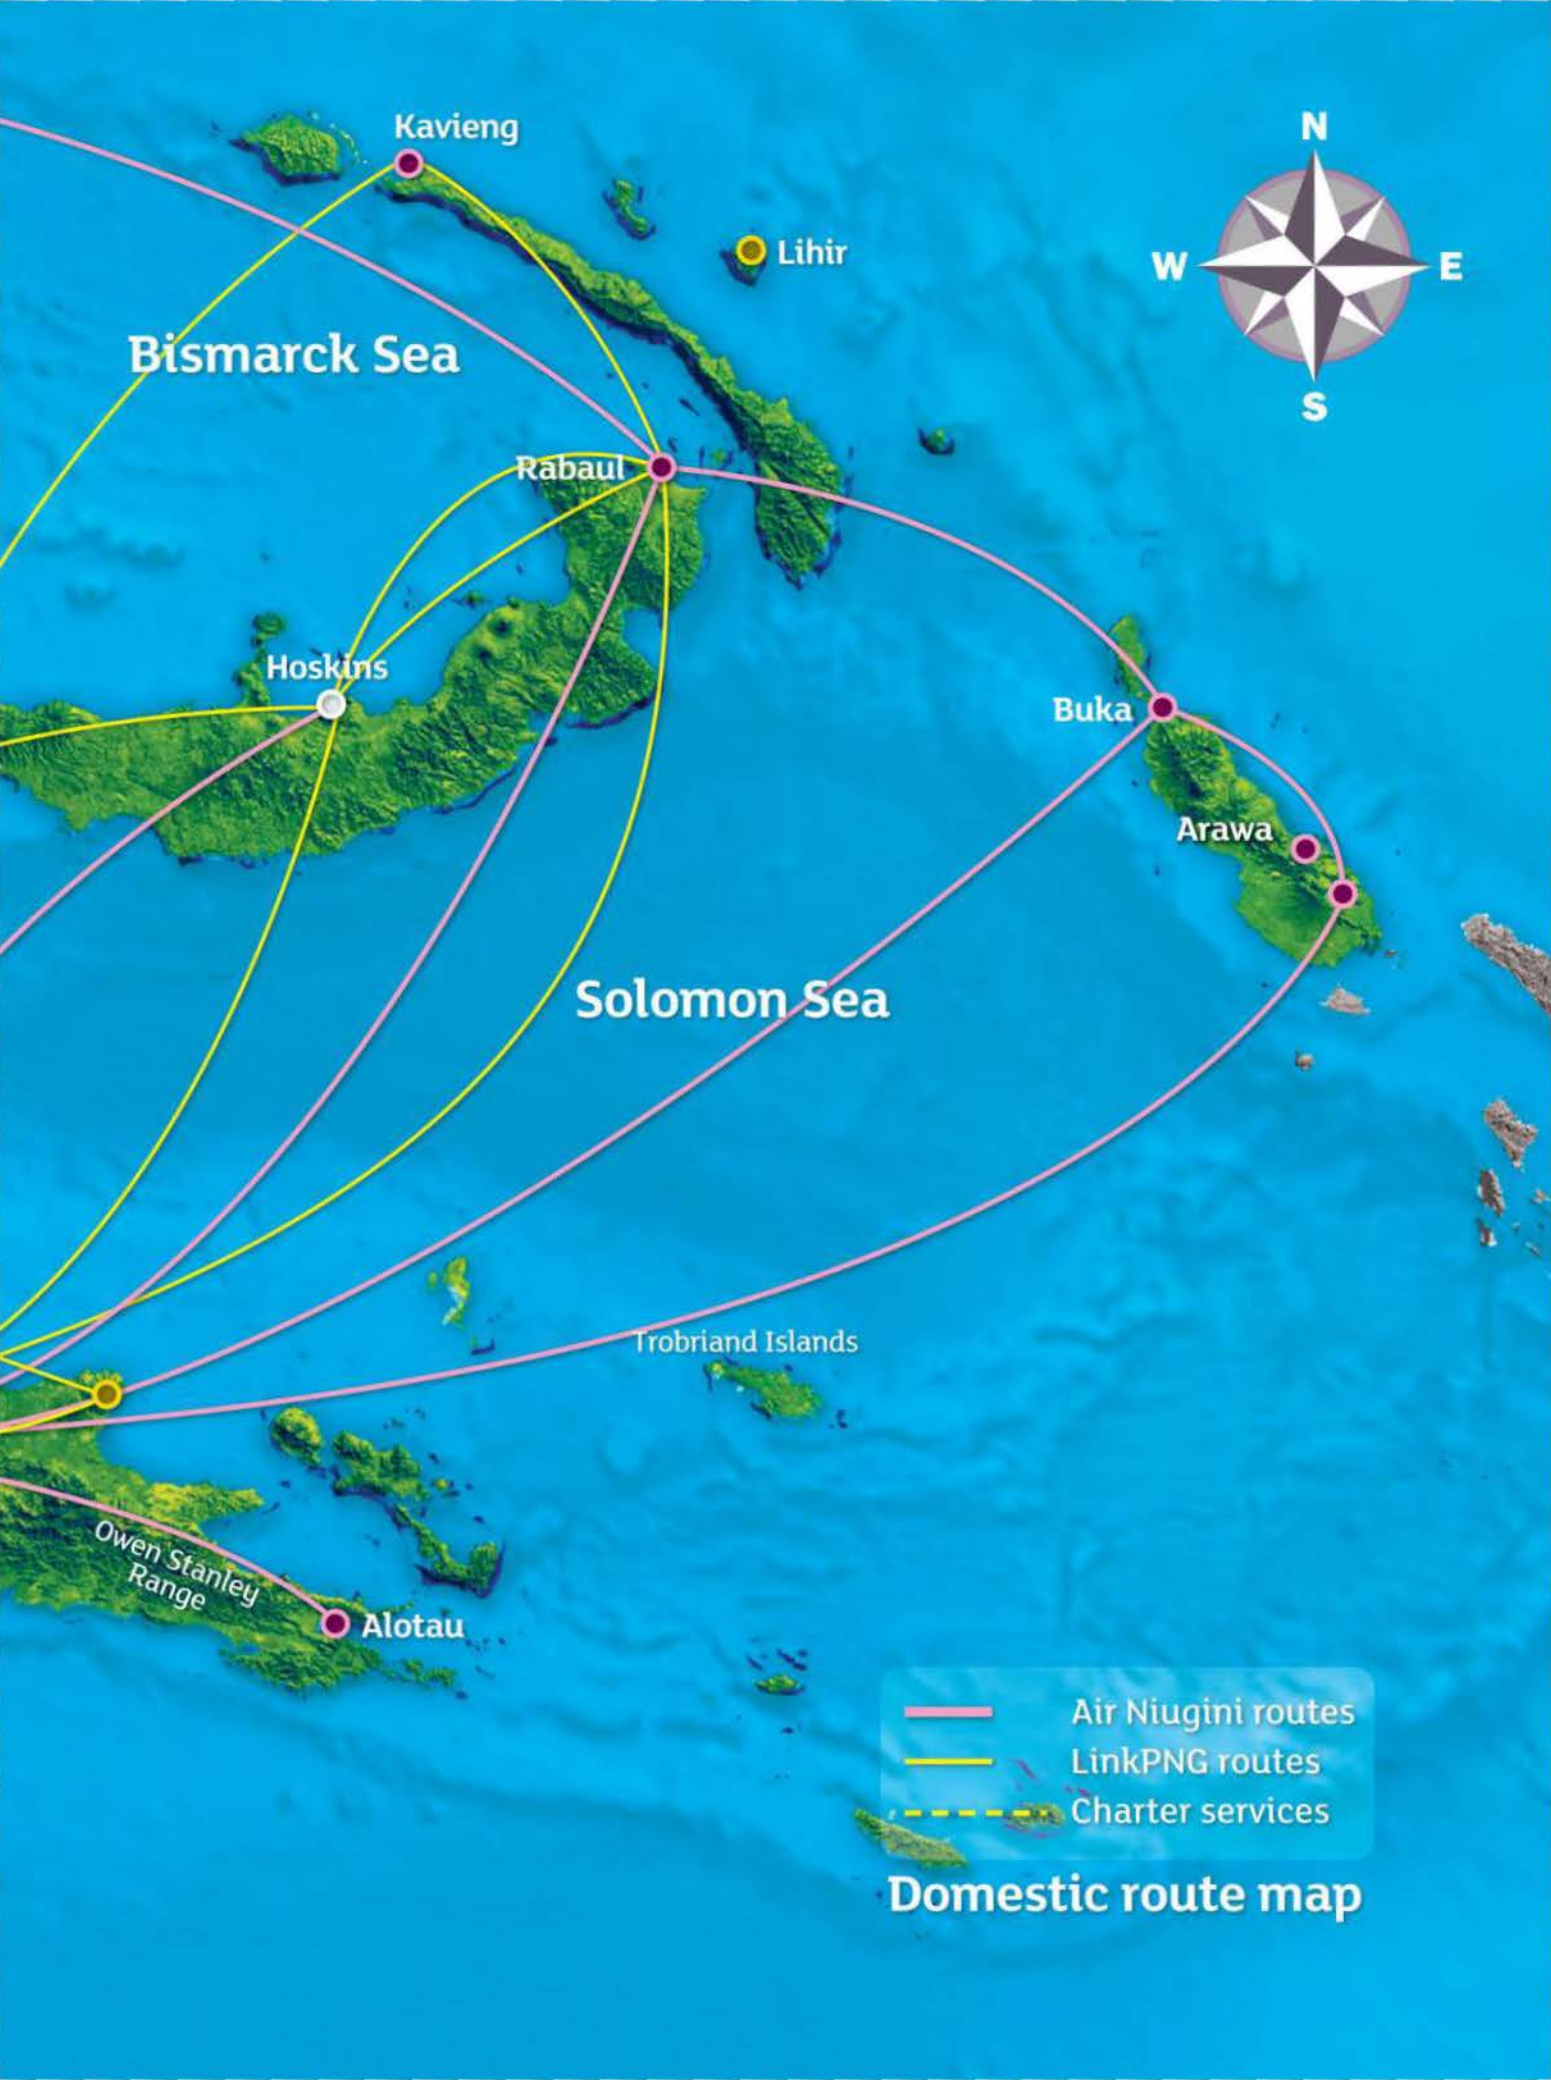 Kavieng
N
Lihir
W
E
Bismarck Sea
S
Rabaul
Hoskins
Buka
Arawa
Solomon Sea
Trobriand Islands
Owen Stanley
Range
Alotau
Air Niugini routes
LinkPNG routes
Charter services
Domestic route map